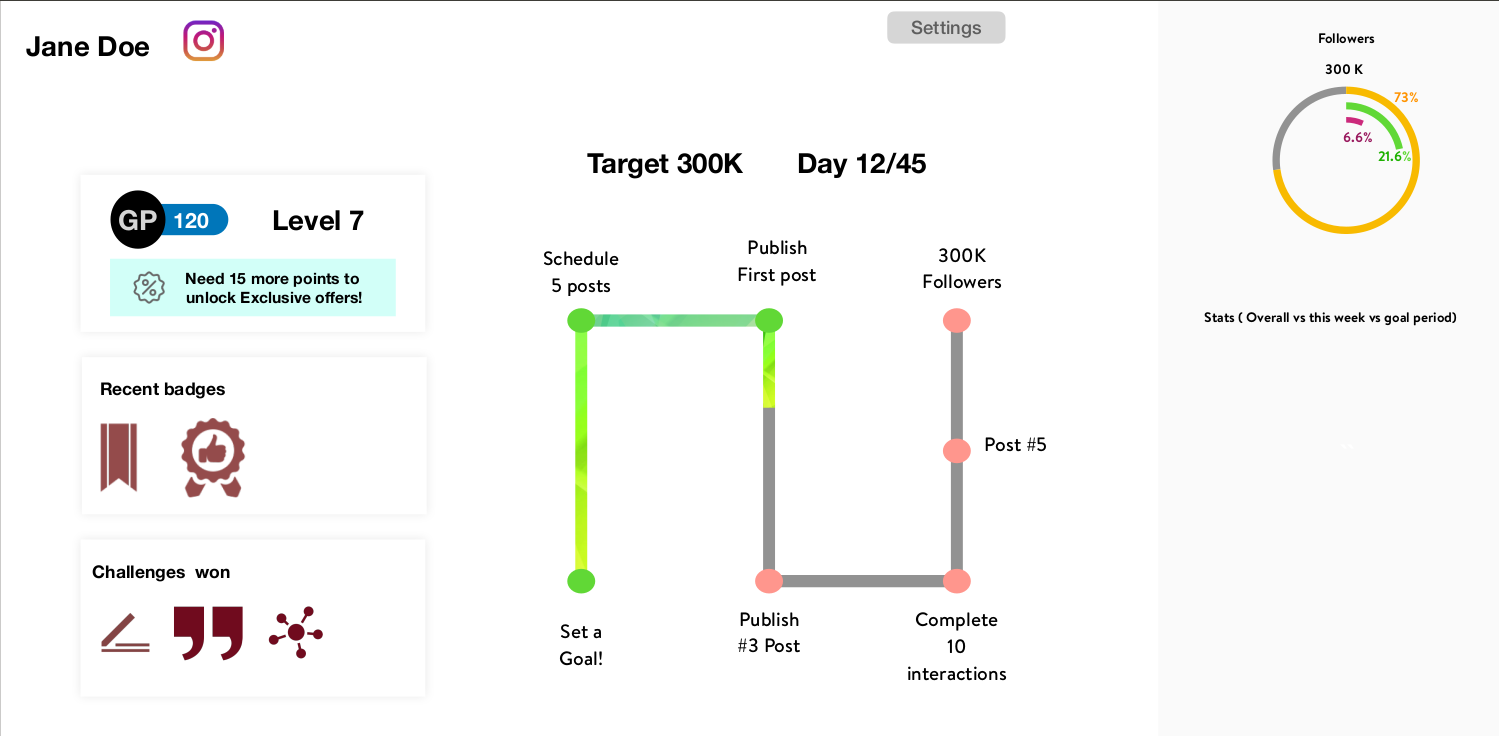 Jane Doe
Settings
Target 300K
Day 12/45
GP
120
Level 7
Need 15 more points to
unlock Exclusive offers!
Recent badges
Challenges won
Schedule
5 posts
Publish
First post
300K
Followers
Post #5
Set a
Goal!
Publish
#3 Post
Complete
10
interactions
Followers
300 K
73%
6.6%
21.6%
Stats ( Overall vs this week vs goal period)